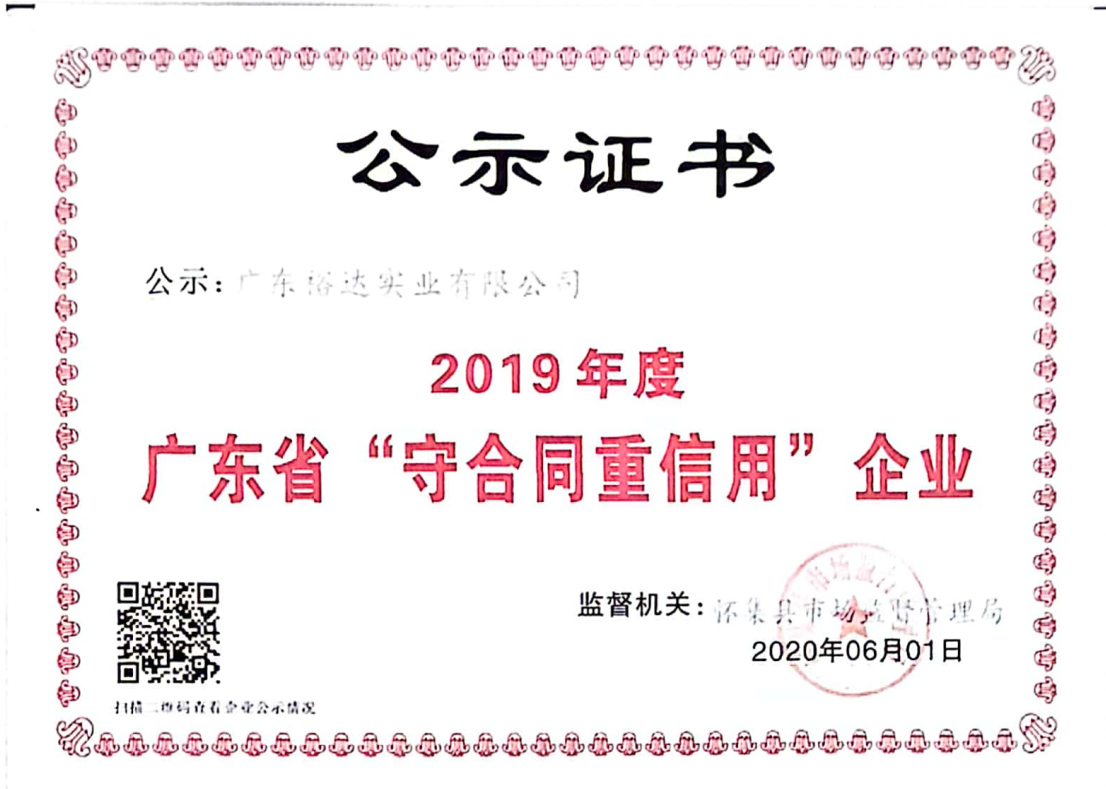 公示证书
公示：广东裕达实业有限公司
2019年度
广东省“守合同重信用”企业
监督机关：怀集县市场监督管理局
2020年06月01日
扫描二维码查看企业公示情况